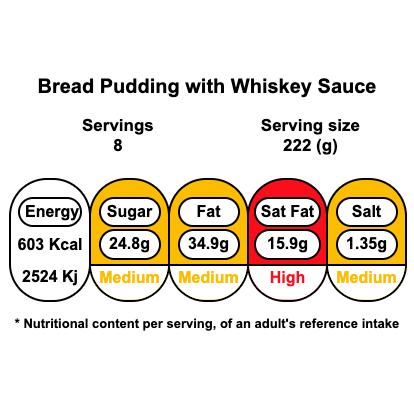 Bread Pudding with Whiskey Sauce
Servings Serving size
8 222 (g)
Energy Sugar Fat Sat Fat Salt
603 Kcal 24.8g 34.9g 15.9g 1.35g
2524 Kj Medium Medium High Medium
* Nutritional content per serving, of an adult's reference intake